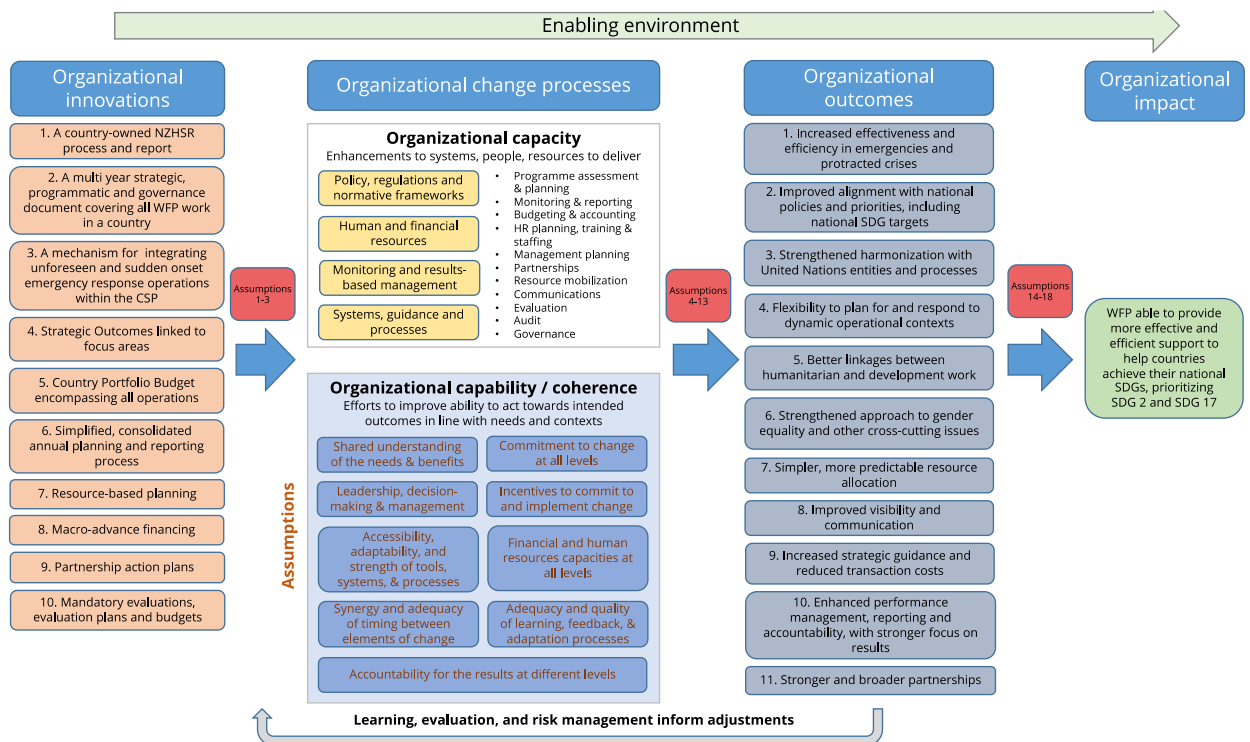 Enabling environment
Organizational
innovations
1. A country-owned NZHSR
process and report
2. A multi year strategic,
programmatic and governance
document covering all WFP work
in a country
3. A mechanism for integrating
unforeseen and sudden onset
emergency response operations
within the CSP
4. Strategic Outcomes linked to
focus areas
5. Country Portfolio Budget
encompassing all operations
6. Simplified, consolidated
annual planning and reporting
process
7. Resource-based planning
8. Macro-advance financing
9. Partnership action plans
10. Mandatory evaluations,
evaluation plans and budgets
Assumptions
1-3
Organizational change processes
Organizational capacity
Enhancements to systems, people, resources to deliver
Policy, regulations and
normative frameworks
Human and financial
resources
Monitoring and results-
based management
Systems, guidance and
processes
• Programme assessment
& planning
• Monitoring & reporting
• Budgeting & accounting
• HR planning, training &
staffing
• Management planning
• Partnerships
• Resource mobilization
• Communications
• Evaluation
• Audit
• Governance
Assumptions
Organizational capability / coherence
Efforts to improve ability to act towards intended
outcomes in line with needs and contexts
Shared understanding
of the needs & benefits
Commitment to change
at all levels
Leadership, decision-
making & management
Incentives to commit to
and implement change
Accessibility,
adaptability, and
strength of tools,
systems, & processes
Financial and human
resources capacities at
all levels
Synergy and adequacy
of timing between
elements of change
Adequacy and quality
of learning, feedback, &
adaptation processes
Accountability for the results at different levels
Assumptions
4-13
Organizational
outcomes
1. Increased effectiveness and
efficiency in emergencies and
protracted crises
2. Improved alignment with national
policies and priorities, including
national SDG targets
3. Strengthened harmonization with
United Nations entities and processes
4. Flexibility to plan for and respond to
dynamic operational contexts
5. Better linkages between
humanitarian and development work
6. Strengthened approach to gender
equality and other cross-cutting issues
7. Simpler, more predictable resource
allocation
8. Improved visibility and
communication
9. Increased strategic guidance and
reduced transaction costs
10. Enhanced performance
management, reporting and
accountability, with stronger focus on
results
11. Stronger and broader partnerships
Assumptions
14-18
Organizational
impact
WFP able to provide
more effective and
efficient support to
help countries
achieve their national
SDGs, prioritizing
SDG 2 and SDG 17
Learning, evaluation, and risk management inform adjustments